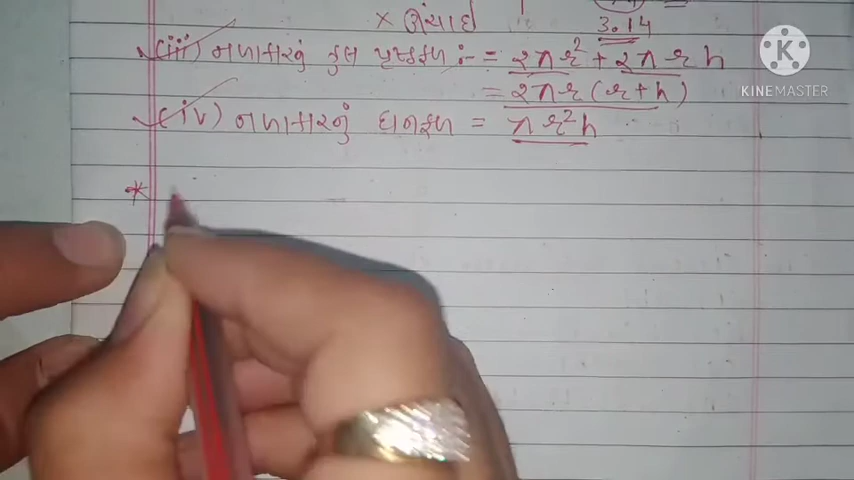 × ઊંચાઈ
3.14
(iii) નળાકારનું કુલ પૃષ્ઠફળ :- = 2πr² + 2πrh
= 2πr(r+h)
(iv) નળાકારનું ઘનફળ = πr²h
*
KINEMASTER